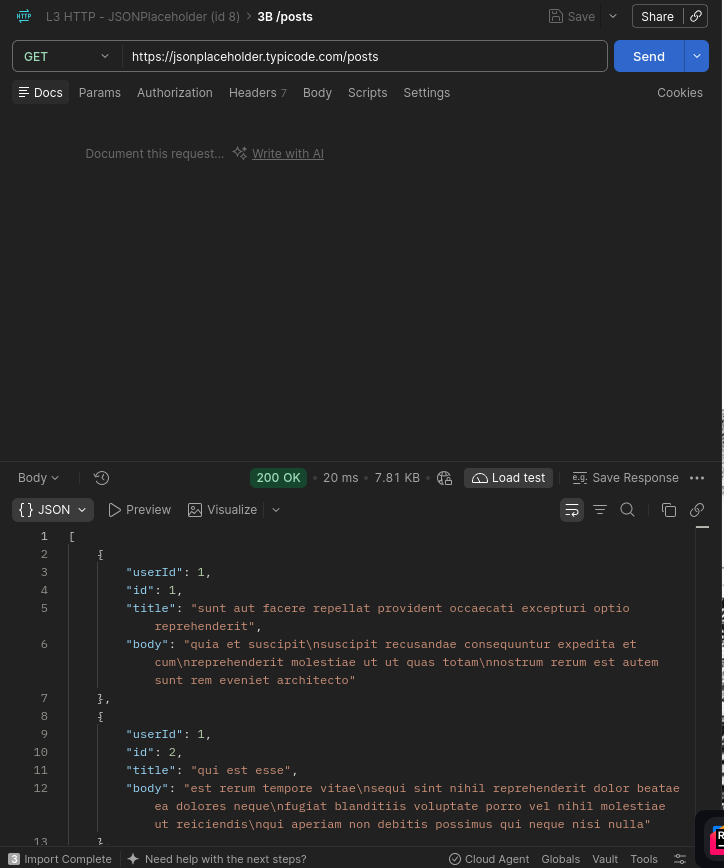 HTTP L3 HTTP - JSONPlaceholder (id 8) 3B /posts Save Share
GET https://jsonplaceholder.typicode.com/posts Send
Docs Params Authorization Headers 7 Body Scripts Settings Cookies
Document this request... Write with AI
Body 200 OK • 20 ms • 7.81 KB • Load test e.g. Save Response •••
{ } JSON Preview Visualize
1 [
2 {
3 "userId": 1,
4 "id": 1,
5 "title": "sunt aut facere repellat provident occaecati excepturi optio
reprehenderit",
6 "body": "quia et suscipit\nsuscipit recusandae consequuntur expedita et
cum\nreprehenderit molestiae ut ut quas totam\nnostrum rerum est autem
sunt rem eveniet architecto"
7 },
8 {
9 "userId": 1,
10 "id": 2,
11 "title": "qui est esse",
12 "body": "est rerum tempore vitae\nsequi sint nihil reprehenderit dolor beatae
ea dolores neque\nfugiat blanditiis voluptate porro vel nihil molestiae
ut reiciendis\nqui aperiam non debitis possimus qui neque nisi nulla"
13 }
3 Import Complete Need help with the next steps? Cloud Agent Globals Vault Tools